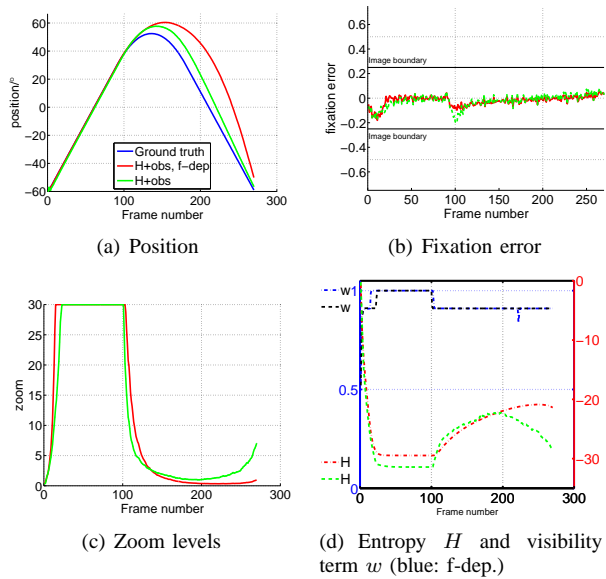 position/°
60
40
20
0
−20
−40
−60
0
100
200
300
Frame number
Ground truth
H+obs, f−dep
H+obs
(a) Position
fixation error
0.6
0.4
0.2
0
−0.2
−0.4
−0.6
Image boundary
Image boundary
0
50
100
150
200
250
Frame number
(b) Fixation error
zoom
30
25
20
15
10
5
0
0
100
200
300
Frame number
(c) Zoom levels
w
w
1
0.5
0
H
H
0
−10
−20
−30
0
100
200
300
Frame number
(d) Entropy H and visibility
term w (blue: f-dep.)